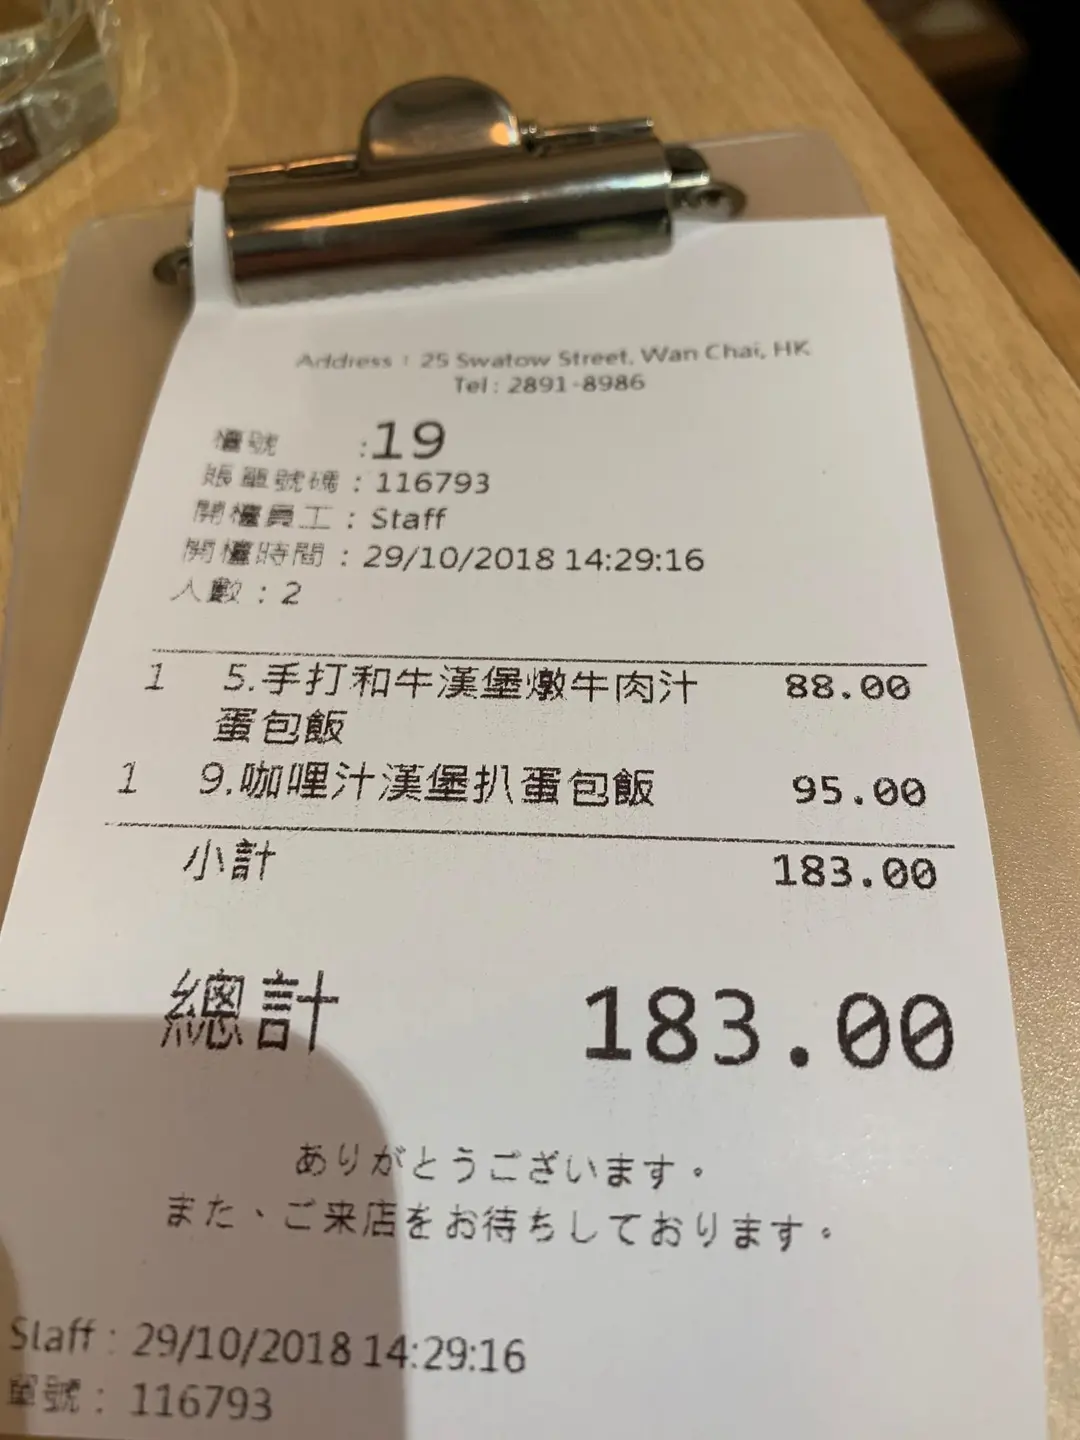 Address : 25 Swatow Street, Wan Chai, HK
Tel : 2891-8986
檯號 :19
賬單號碼 : 116793
開檯員工 : Staff
開檯時間 : 29/10/2018 14:29:16
人數 : 2
1 5.手打和牛漢堡燉牛肉汁 88.00
蛋包飯
1 9.咖哩汁漢堡扒蛋包飯 95.00
小計 183.00
總計 183.00
ありがとうございます。
また、ご来店をお待ちしております。
Staff : 29/10/2018 14:29:16
單號 : 116793